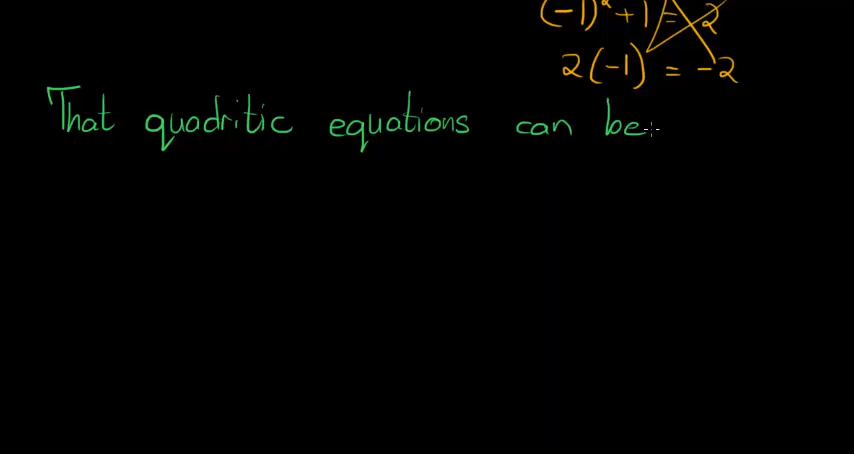 (-1)² + 1 = 2
2(-1) = -2
That quadritic equations can be